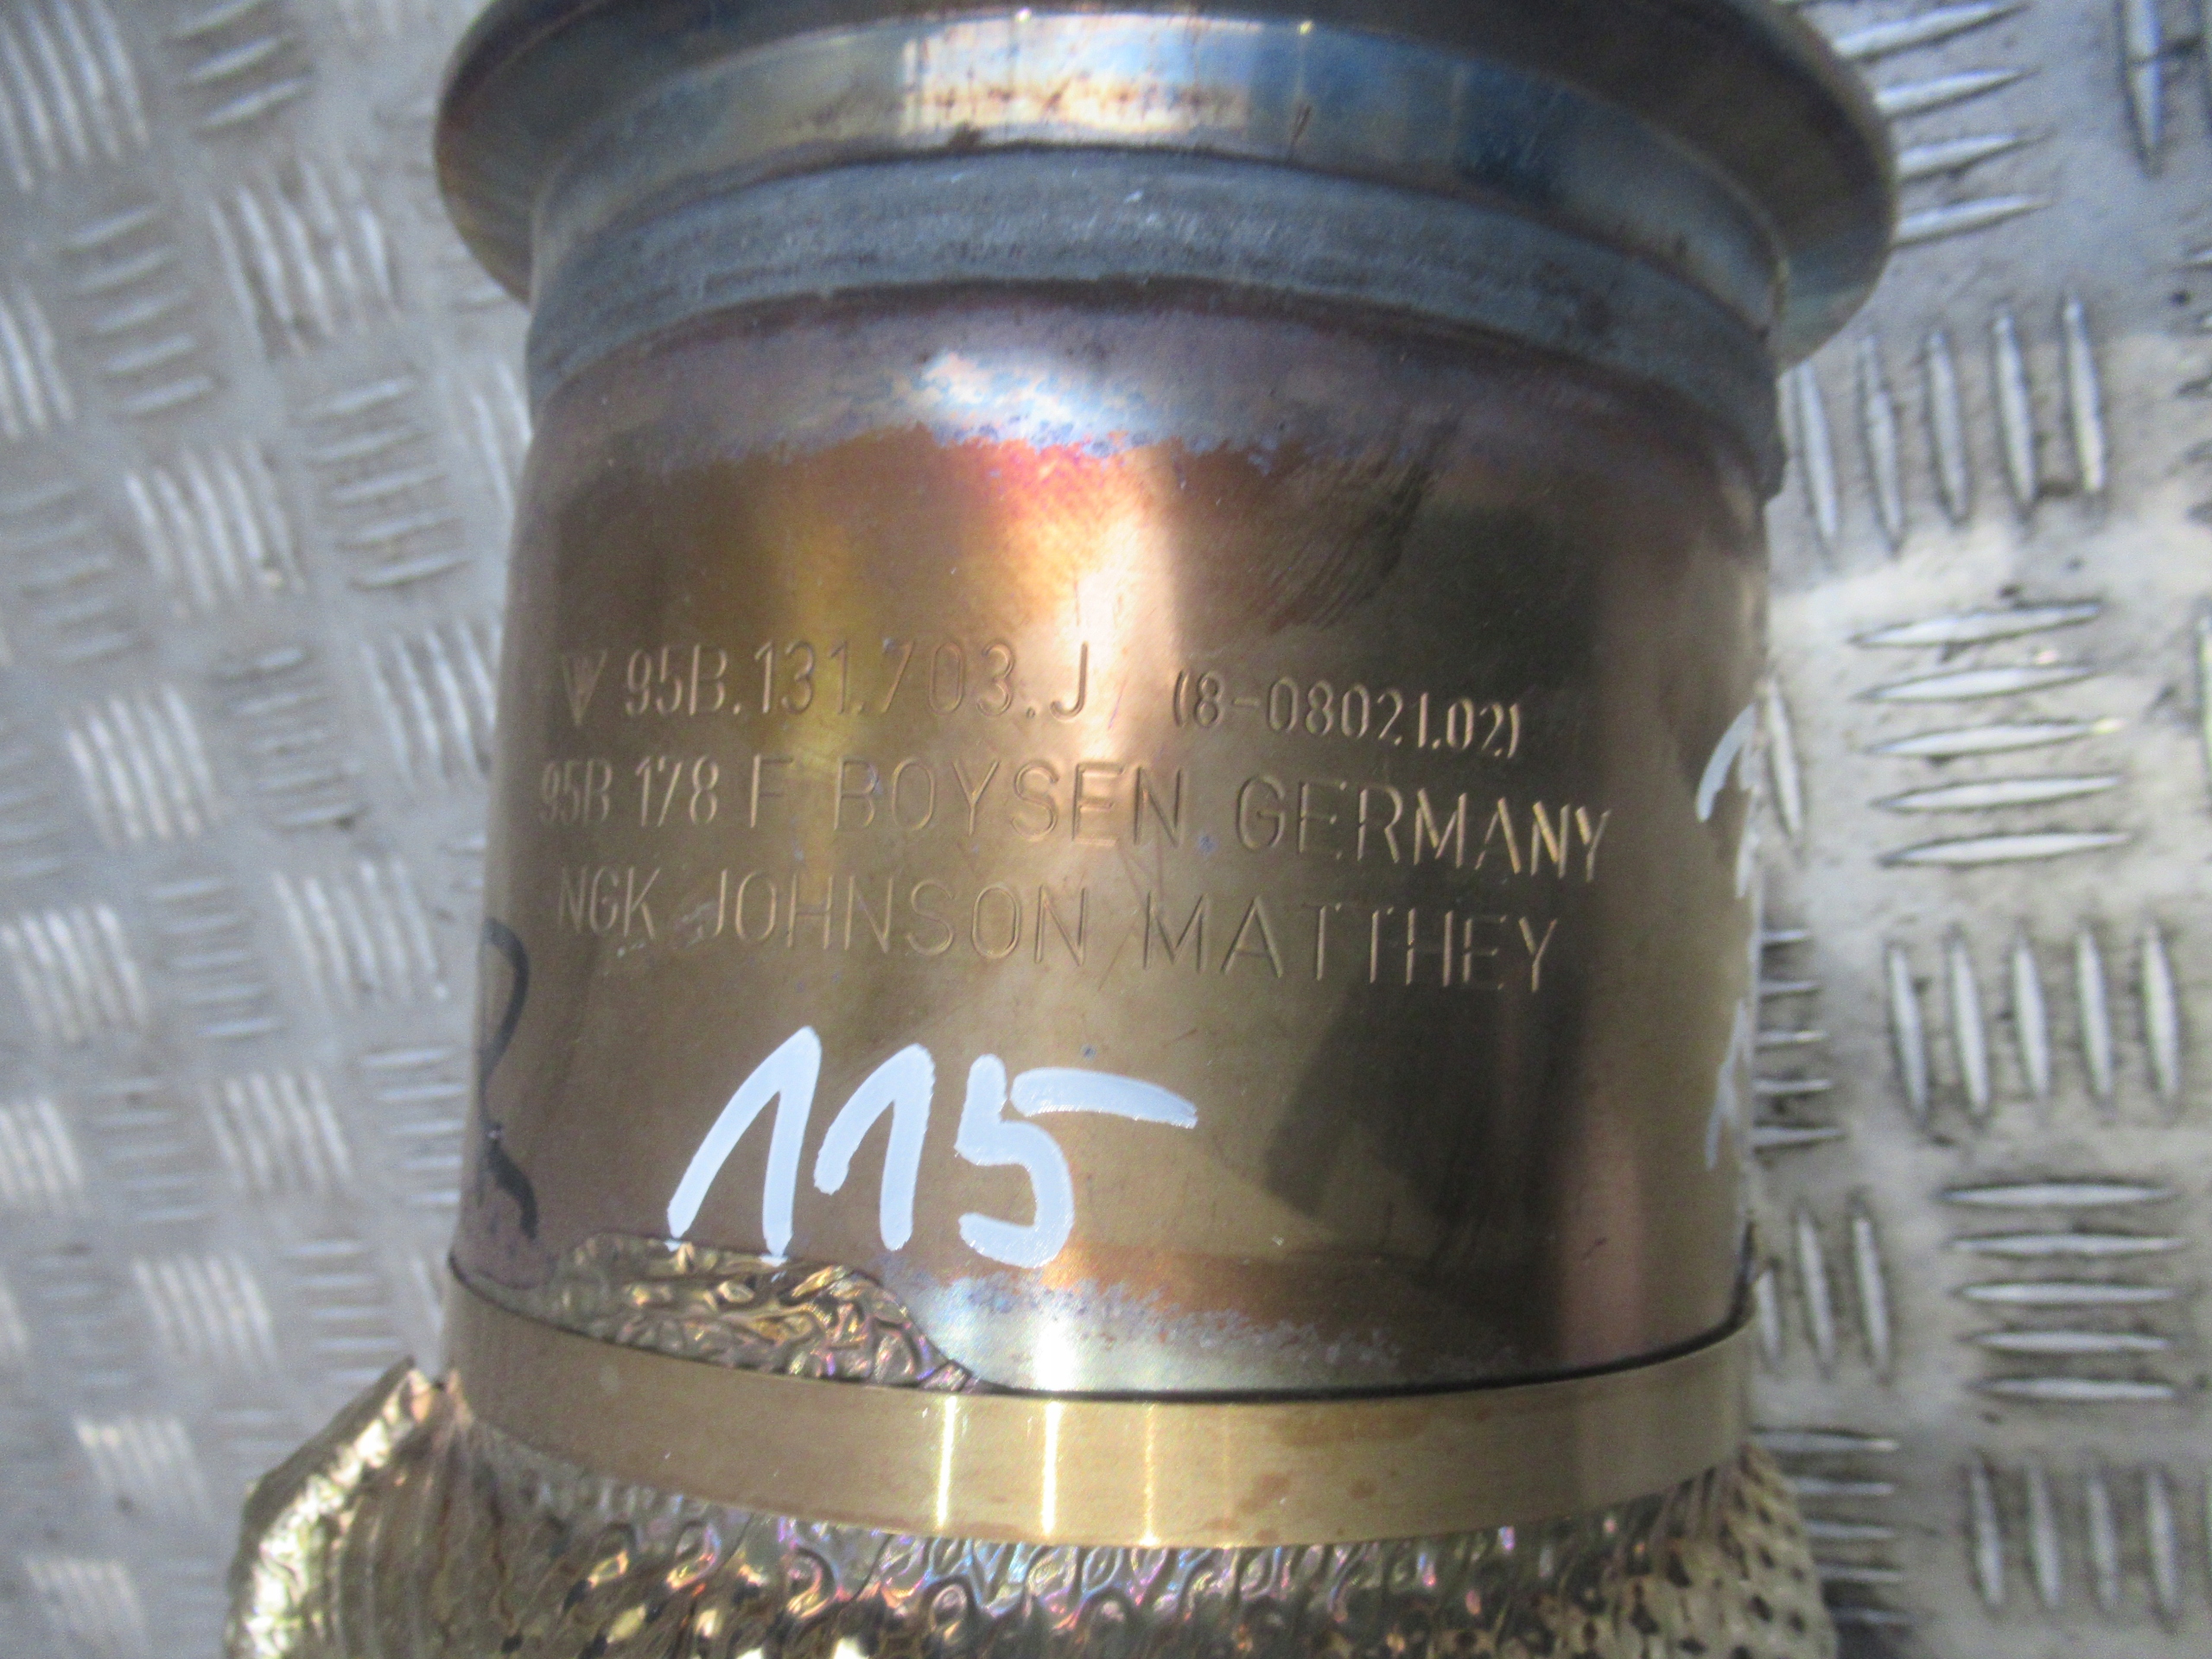 95B.131.703.J (8-08021.02)
95B 178 F BOYSEN GERMANY
NGK JOHNSON MATTHEY
115
R